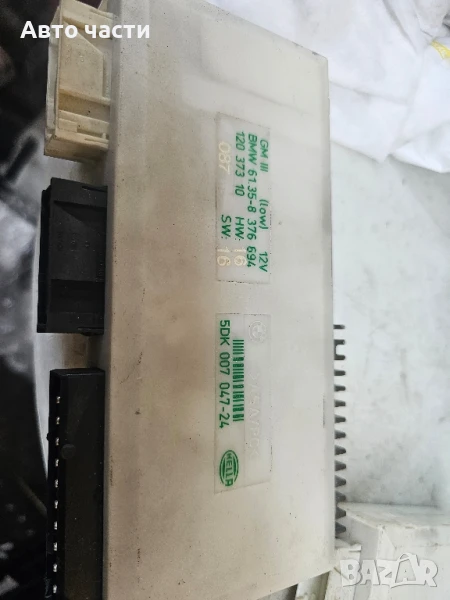 Авто части
GM III (low) 12V
BMW 61.35-8 376 694
120 373 10 HW: 16
087 SW: 16
5DK 007 047-24
HELLA
BAZAR